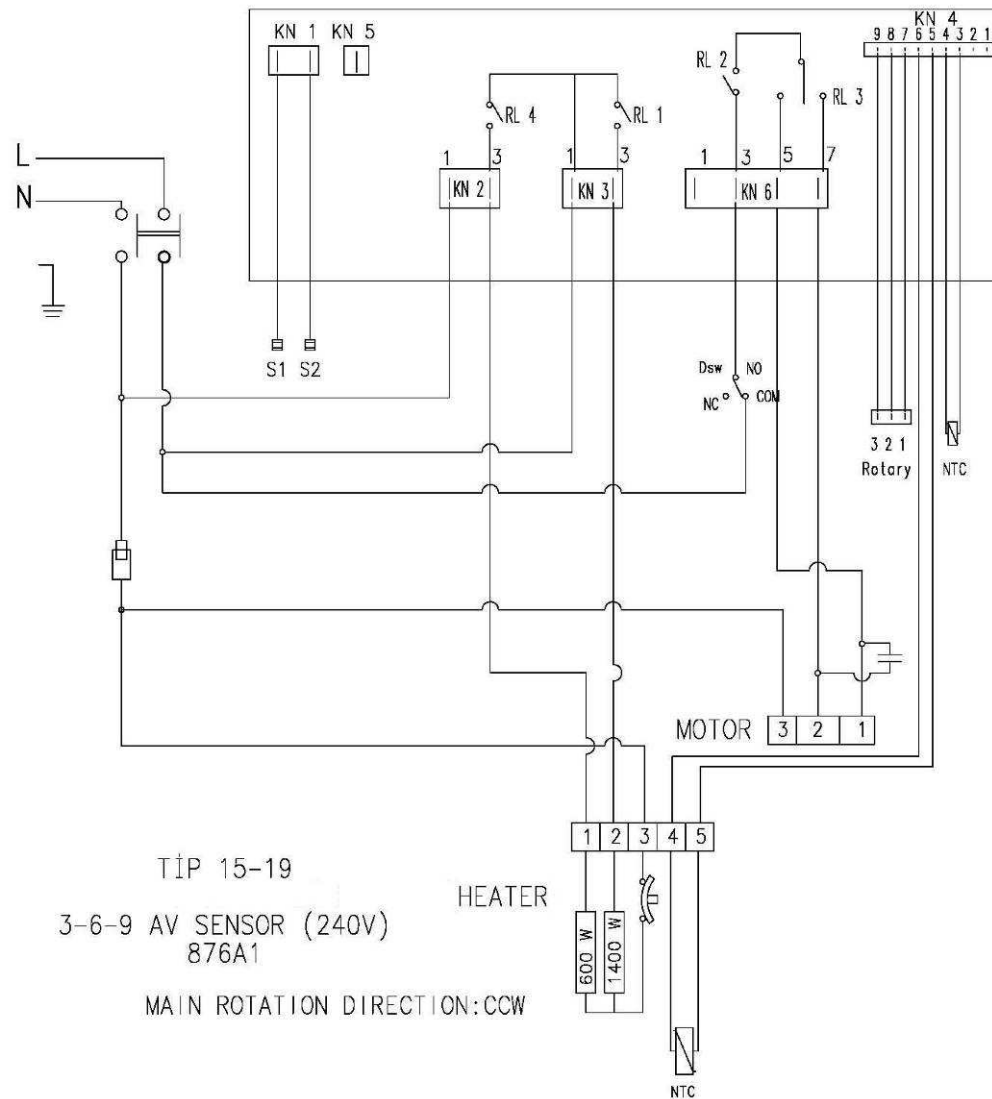 KN 1 KN 5
KN 4
9 8 7 6 5 4 3 2 1
RL 2
RL 3
RL 4
RL 1
L
N
1 3
KN 2
1 3
KN 3
1 3 5 7
KN 6
S1 S2
Dsw NO
NC COM
3 2 1
Rotary
NTC
MOTOR 3 2 1
1 2 3 4 5
HEATER
600 W
1400 W
NTC
TİP 15-19
3-6-9 AV SENSOR (240V)
876A1
MAIN ROTATION DIRECTION:CCW